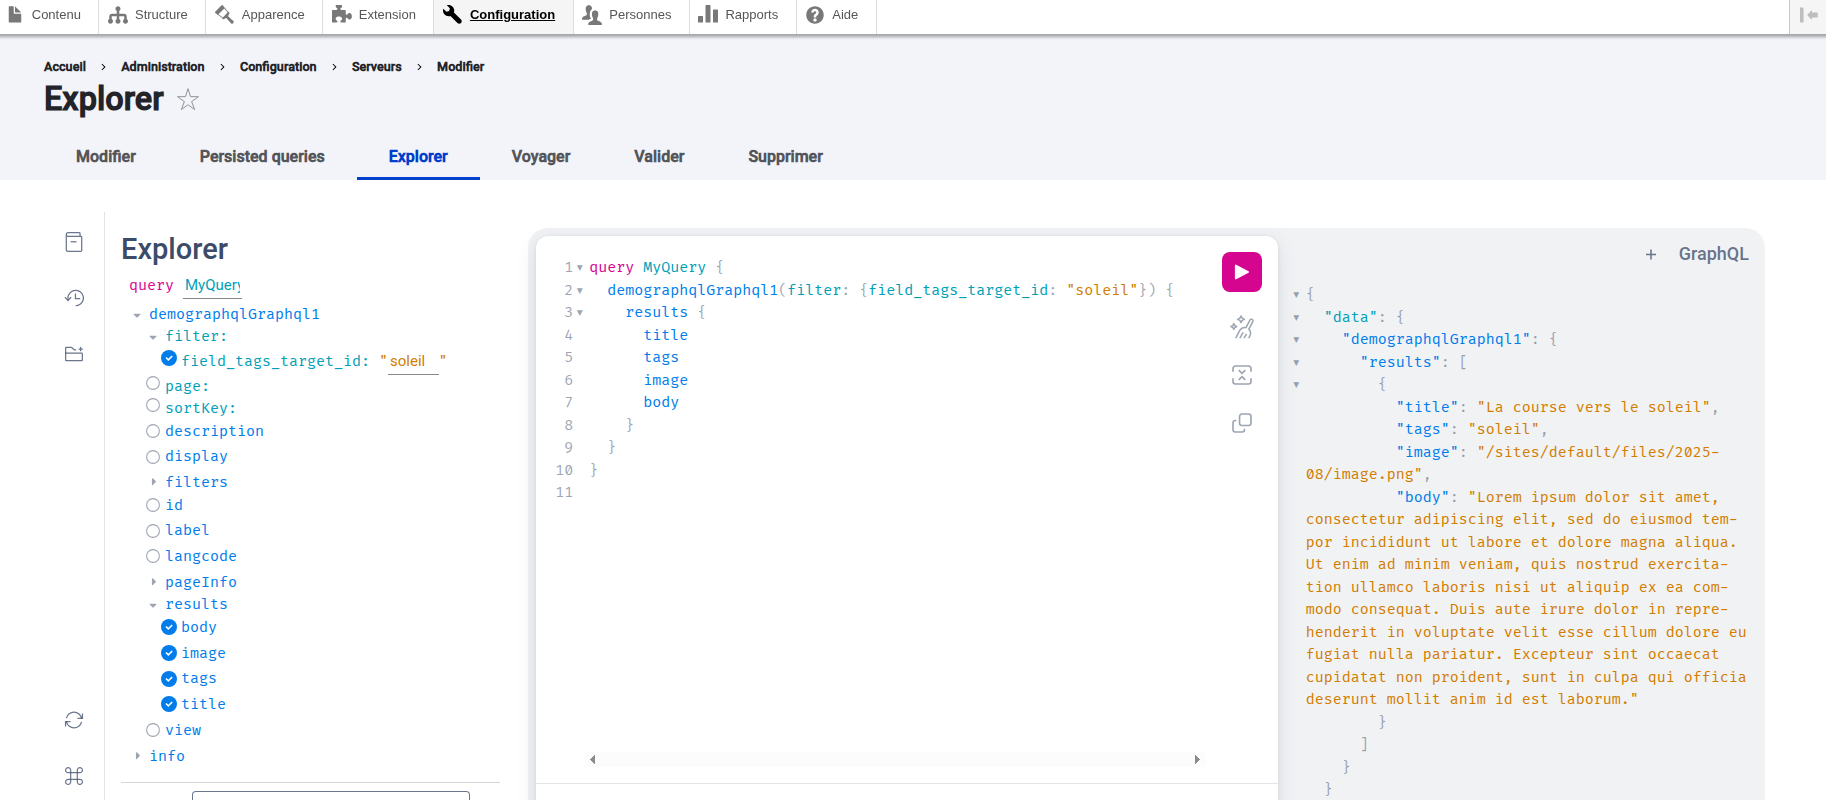 Contenu Structure Apparence Extension Configuration Personnes Rapports Aide
Accueil › Administration › Configuration › Serveurs › Modifier
Explorer
Modifier Persisted queries Explorer Voyager Valider Supprimer
Explorer
query MyQuery
demographqlGraphql1
filter:
field_tags_target_id: "soleil "
page:
sortKey:
description
display
filters
id
label
langcode
pageInfo
results
body
image
tags
title
view
info
1 query MyQuery {
2 demographqlGraphql1(filter: {field_tags_target_id: "soleil"}) {
3 results {
4 title
5 tags
6 image
7 body
8 }
9 }
10 }
11
+ GraphQL
{
"data": {
"demographqlGraphql1": {
"results": [
{
"title": "La course vers le soleil",
"tags": "soleil",
"image": "/sites/default/files/2025-
08/image.png",
"body": "Lorem ipsum dolor sit amet,
consectetur adipiscing elit, sed do eiusmod tem-
por incididunt ut labore et dolore magna aliqua.
Ut enim ad minim veniam, quis nostrud exercita-
tion ullamco laboris nisi ut aliquip ex ea com-
modo consequat. Duis aute irure dolor in repre-
henderit in voluptate velit esse cillum dolore eu
fugiat nulla pariatur. Excepteur sint occaecat
cupidatat non proident, sunt in culpa qui officia
deserunt mollit anim id est laborum."
}
]
}
}